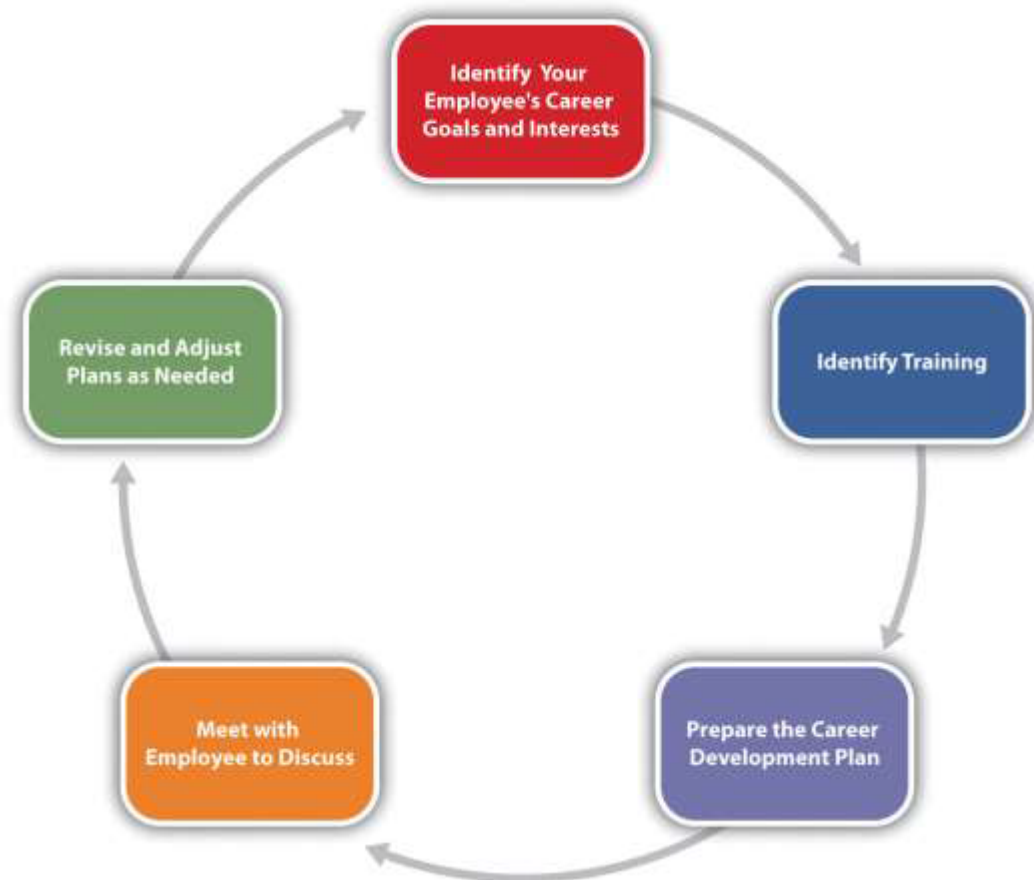 Identify Your
Employee's Career
Goals and Interests
Identify Training
Prepare the Career
Development Plan
Meet with
Employee to Discuss
Revise and Adjust
Plans as Needed